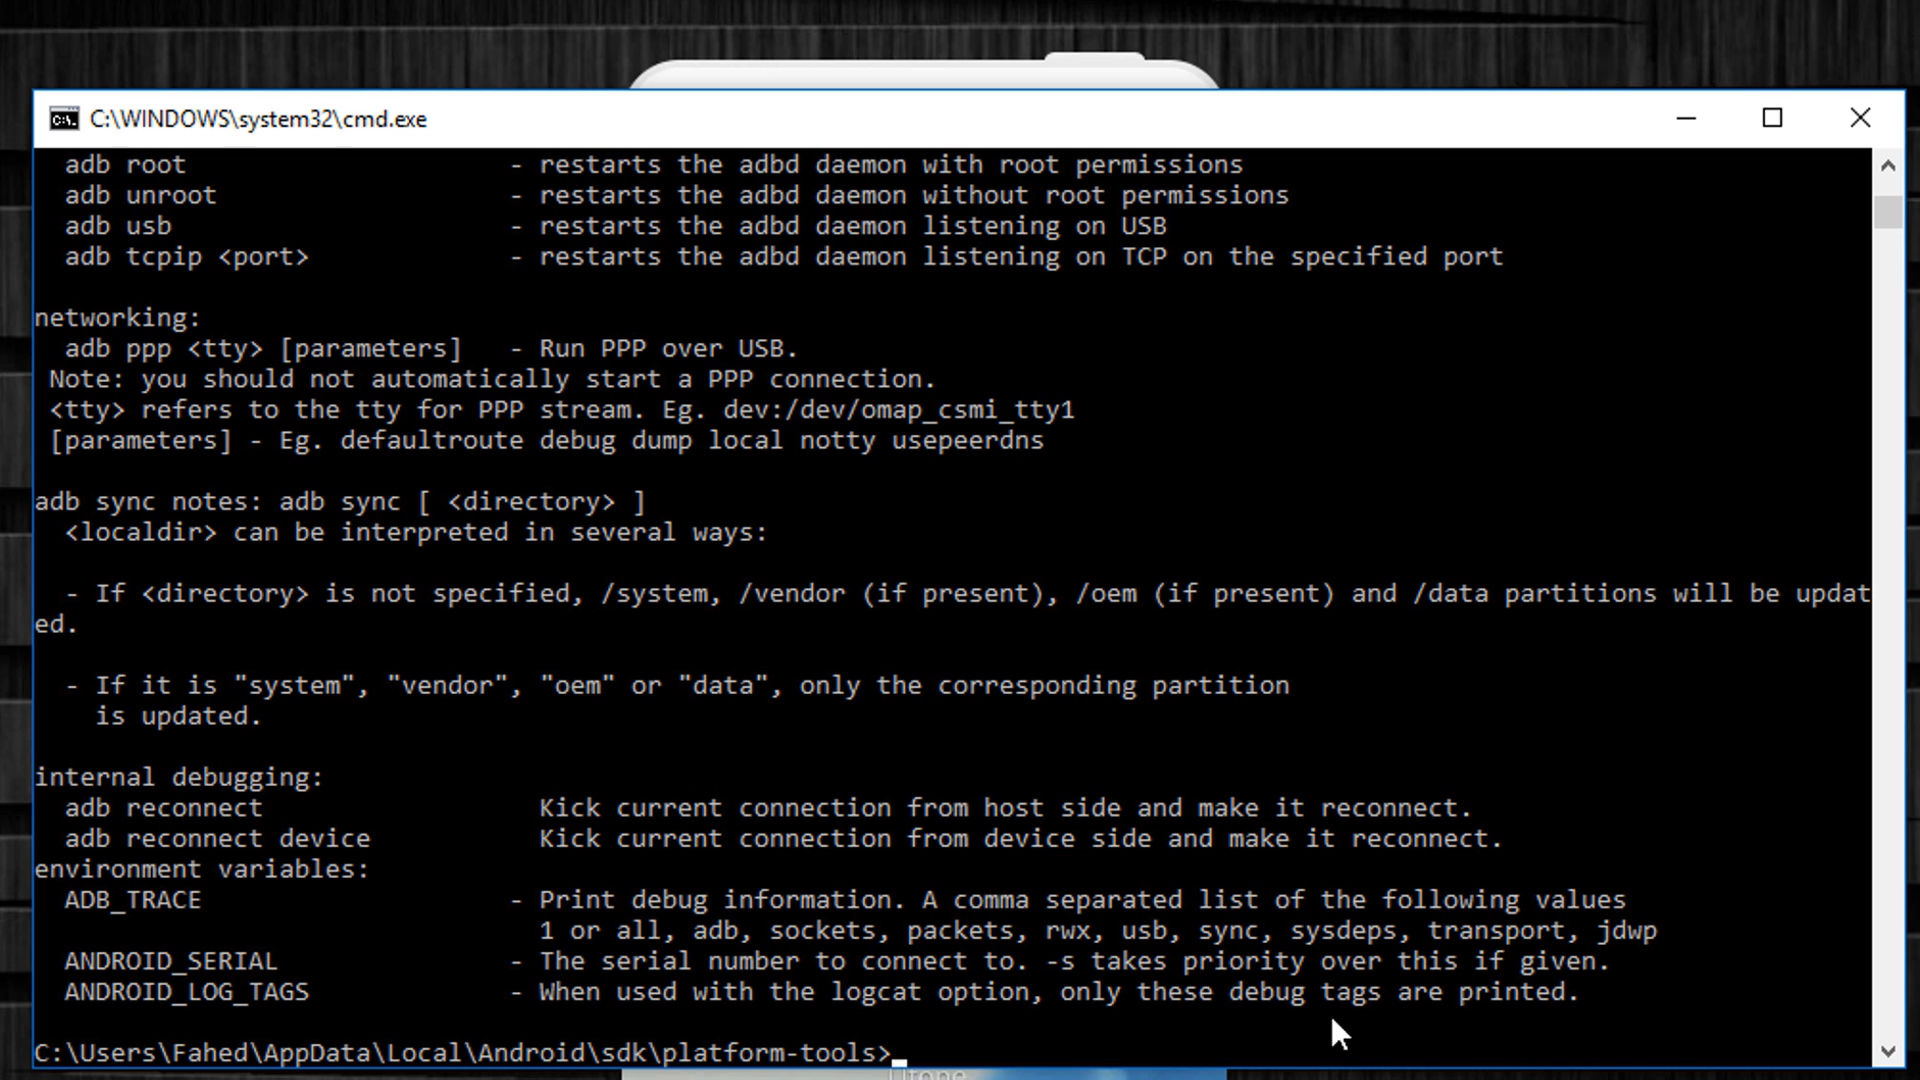 C:\WINDOWS\system32\cmd.exe
adb root - restarts the adbd daemon with root permissions
adb unroot - restarts the adbd daemon without root permissions
adb usb - restarts the adbd daemon listening on USB
adb tcpip <port> - restarts the adbd daemon listening on TCP on the specified port
networking:
adb ppp <tty> [parameters] - Run PPP over USB.
Note: you should not automatically start a PPP connection.
<tty> refers to the tty for PPP stream. Eg. dev:/dev/omap_csmi_tty1
[parameters] - Eg. defaultroute debug dump local notty usepeerdns
adb sync notes: adb sync [ <directory> ]
<localdir> can be interpreted in several ways:
- If <directory> is not specified, /system, /vendor (if present), /oem (if present) and /data partitions will be updat
ed.
- If it is "system", "vendor", "oem" or "data", only the corresponding partition
is updated.
internal debugging:
adb reconnect Kick current connection from host side and make it reconnect.
adb reconnect device Kick current connection from device side and make it reconnect.
environment variables:
ADB_TRACE - Print debug information. A comma separated list of the following values
1 or all, adb, sockets, packets, rwx, usb, sync, sysdeps, transport, jdwp
ANDROID_SERIAL - The serial number to connect to. -s takes priority over this if given.
ANDROID_LOG_TAGS - When used with the logcat option, only these debug tags are printed.
C:\Users\Fahed\AppData\Local\Android\sdk\platform-tools>